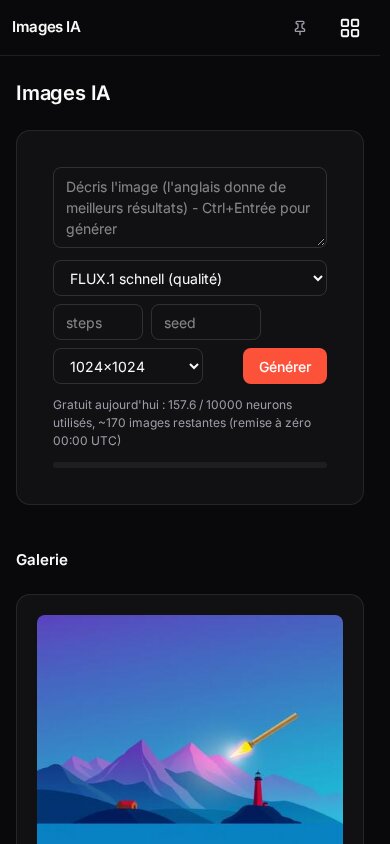 Images IA
Images IA
Décris l'image (l'anglais donne de
meilleurs résultats) - Ctrl+Entrée pour
générer
FLUX.1 schnell (qualité)
steps
seed
1024×1024
Générer
Gratuit aujourd'hui : 157.6 / 10000 neurons
utilisés, ~170 images restantes (remise à zéro
00:00 UTC)
Galerie